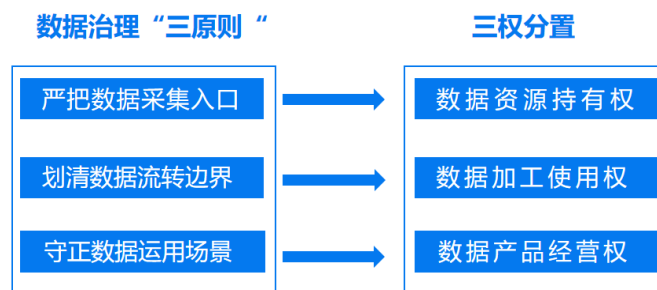 数据治理“三原则“
三权分置
严把数据采集入口
数据资源持有权
划清数据流转边界
数据加工使用权
守正数据运用场景
数据产品经营权